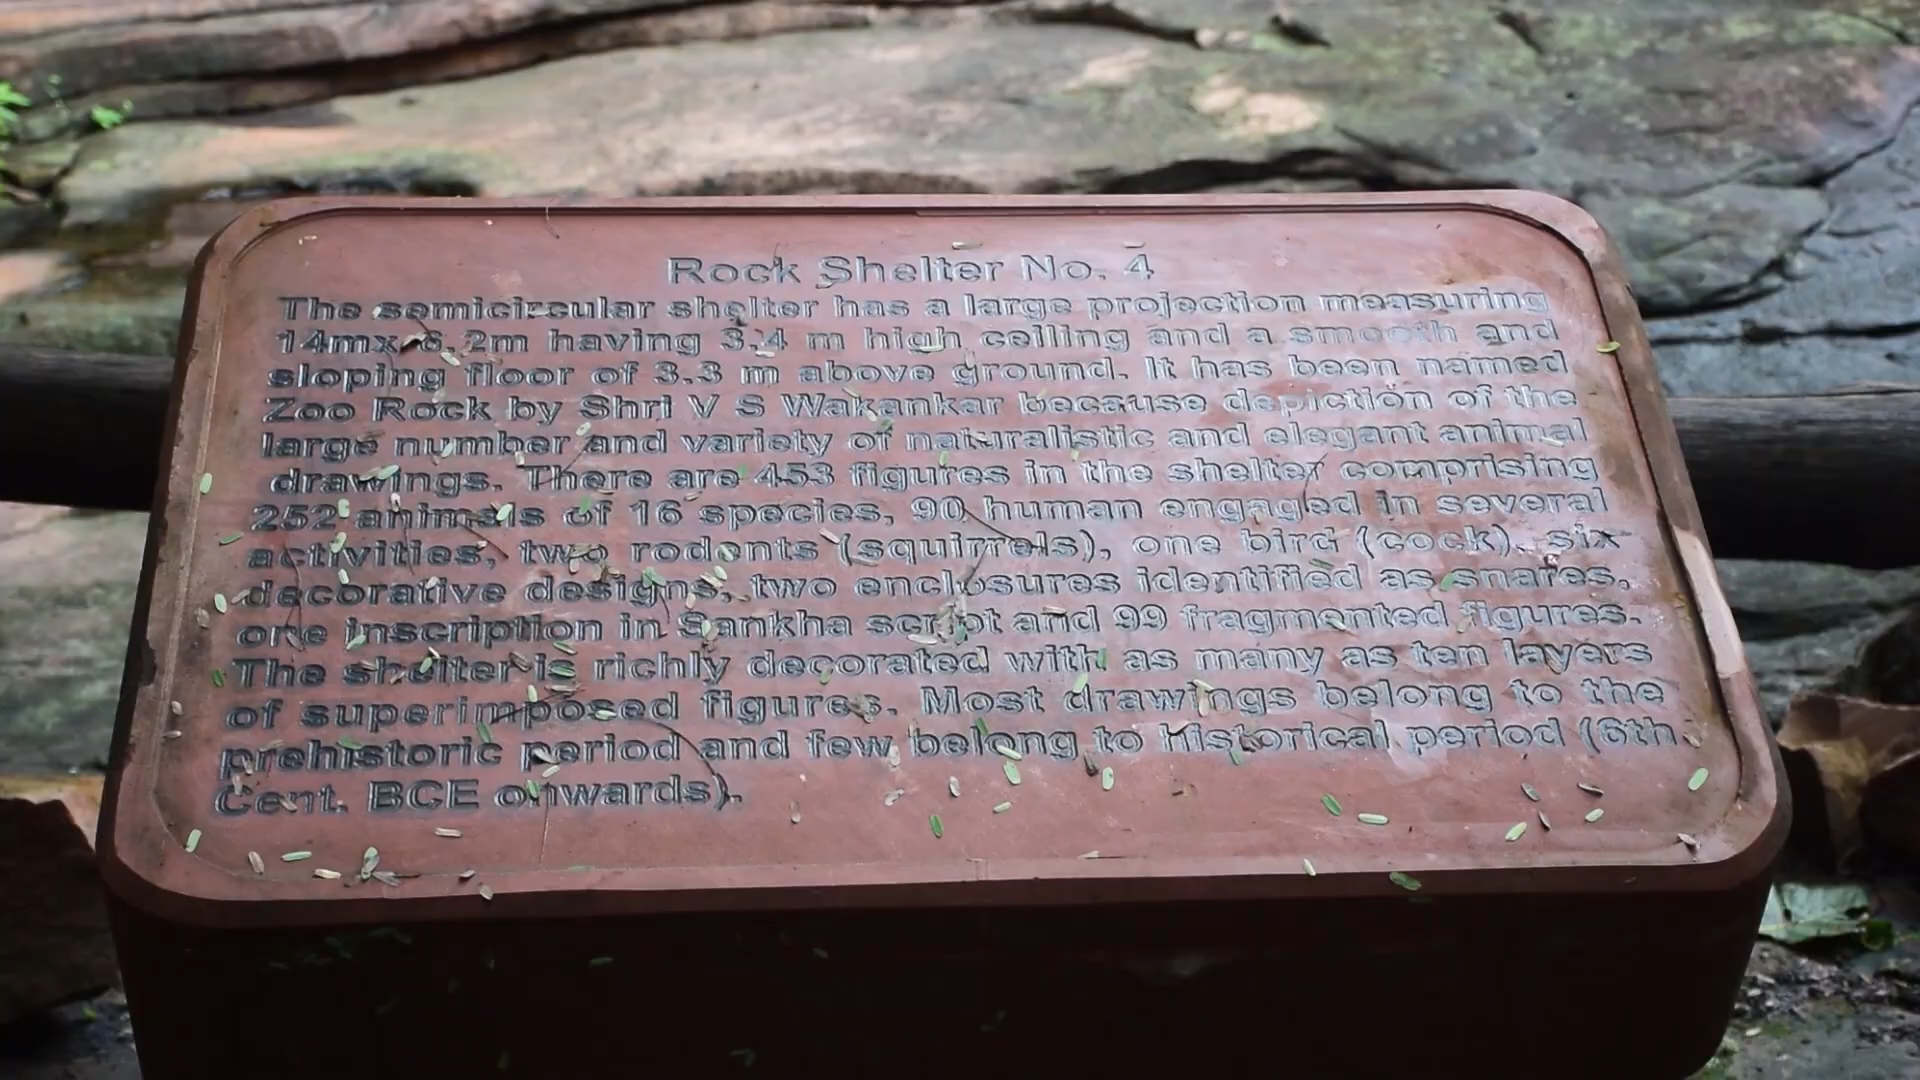 Rock Shelter No. 4
The semicircular shelter has a large projection measuring
14mx 6.2m having 3.4 m high ceiling and a smooth and
sloping floor of 3.3 m above ground. It has been named
Zoo Rock by Shri V S Wakankar because depiction of the
large number and variety of naturalistic and elegant animal
drawings. There are 453 figures in the shelter comprising
252 animals of 16 species, 90 human engaged in several
activities, two rodents (squirrels), one bird (cock), six
decorative designs, two enclosures identified as snares,
one inscription in Sankha script and 99 fragmented figures.
The shelter is richly decorated with as many as ten layers
of superimposed figures. Most drawings belong to the
prehistoric period and few belong to historical period (6th
Cent. BCE onwards).